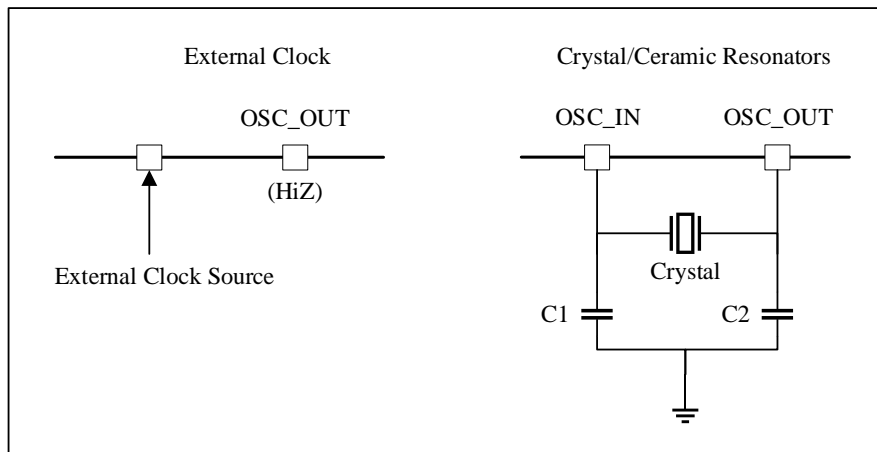 External Clock
OSC_OUT
(HiZ)
External Clock Source
Crystal/Ceramic Resonators
OSC_IN
OSC_OUT
Crystal
C1
C2